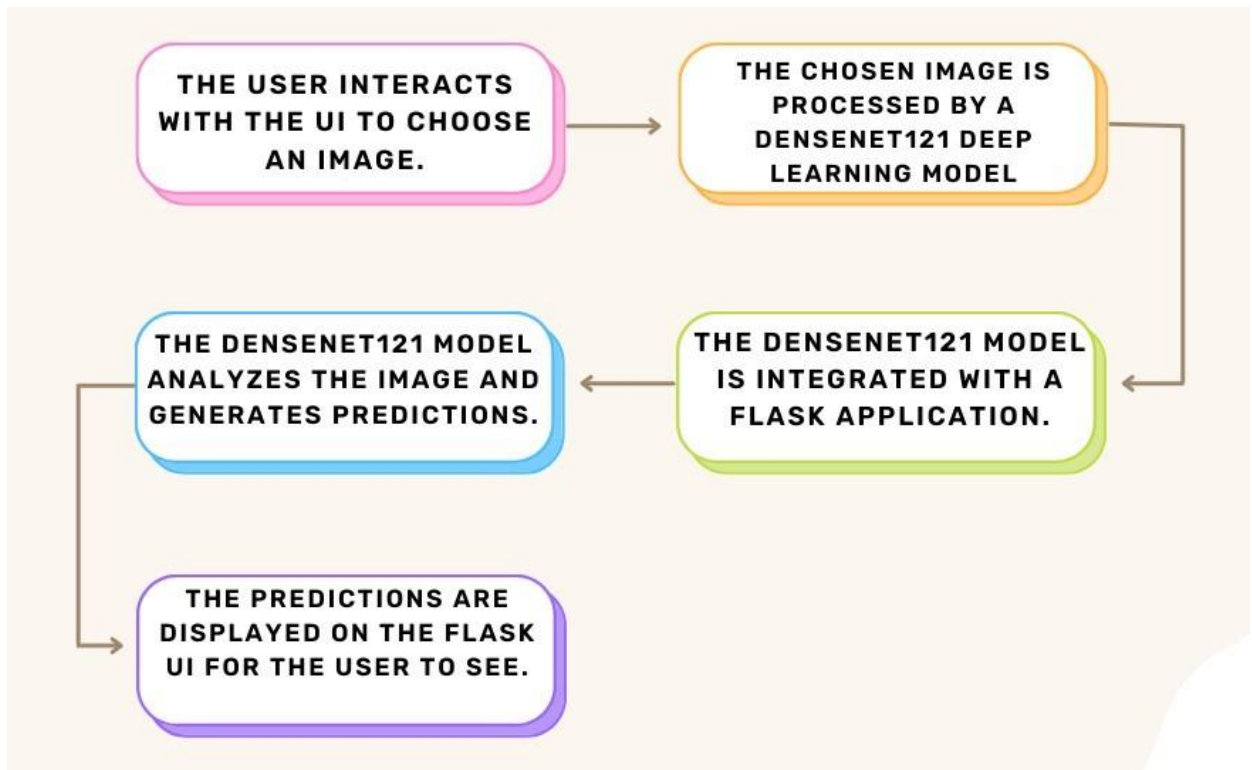 THE USER INTERACTS
WITH THE UI TO CHOOSE
AN IMAGE.
THE CHOSEN IMAGE IS
PROCESSED BY A
DENSENET121 DEEP
LEARNING MODEL
THE DENSENET121 MODEL
IS INTEGRATED WITH A
FLASK APPLICATION.
THE DENSENET121 MODEL
ANALYZES THE IMAGE AND
GENERATES PREDICTIONS.
THE PREDICTIONS ARE
DISPLAYED ON THE FLASK
UI FOR THE USER TO SEE.